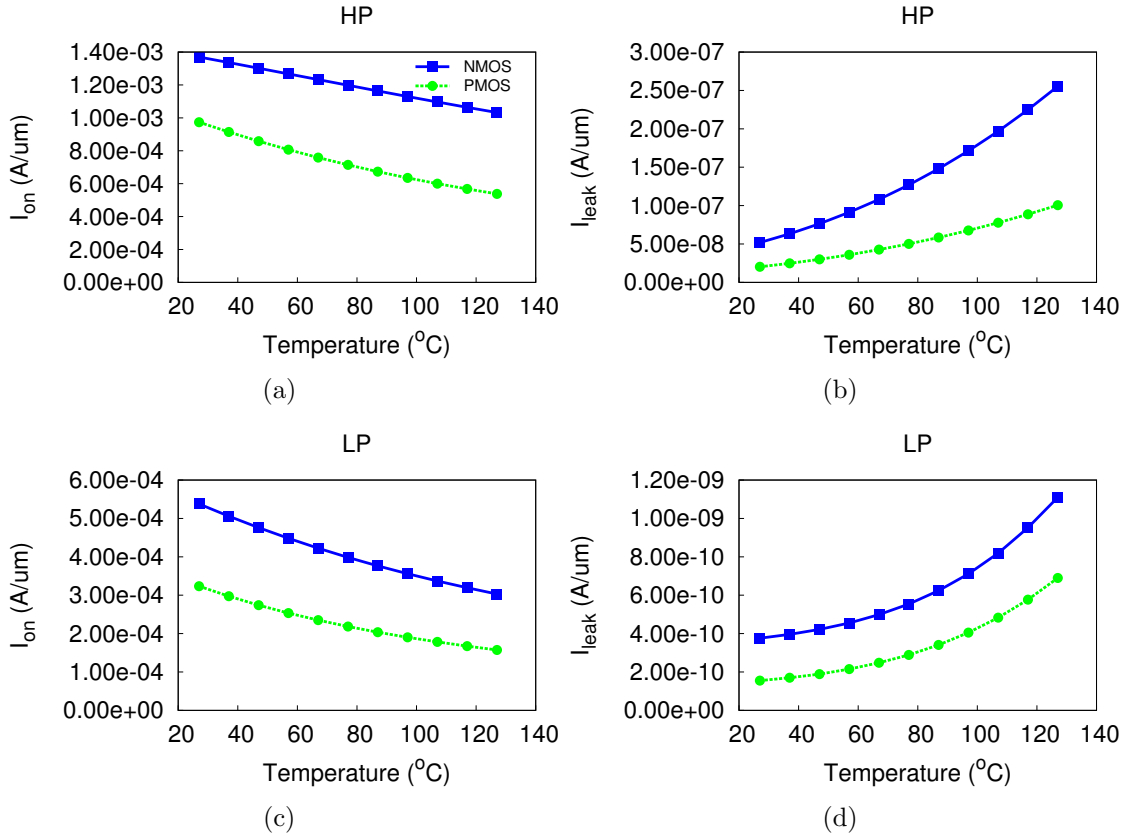 HP
1.40e-03
1.20e-03
1.00e-03
8.00e-04
6.00e-04
4.00e-04
2.00e-04
0.00e+00
I_on (A/um)
NMOS
PMOS
20 40 60 80 100 120 140
Temperature (°C)
(a)
HP
3.00e-07
2.50e-07
2.00e-07
1.50e-07
1.00e-07
5.00e-08
0.00e+00
I_leak (A/um)
20 40 60 80 100 120 140
Temperature (°C)
(b)
LP
6.00e-04
5.00e-04
4.00e-04
3.00e-04
2.00e-04
1.00e-04
0.00e+00
I_on (A/um)
20 40 60 80 100 120 140
Temperature (°C)
(c)
LP
1.20e-09
1.00e-09
8.00e-10
6.00e-10
4.00e-10
2.00e-10
0.00e+00
I_leak (A/um)
20 40 60 80 100 120 140
Temperature (°C)
(d)